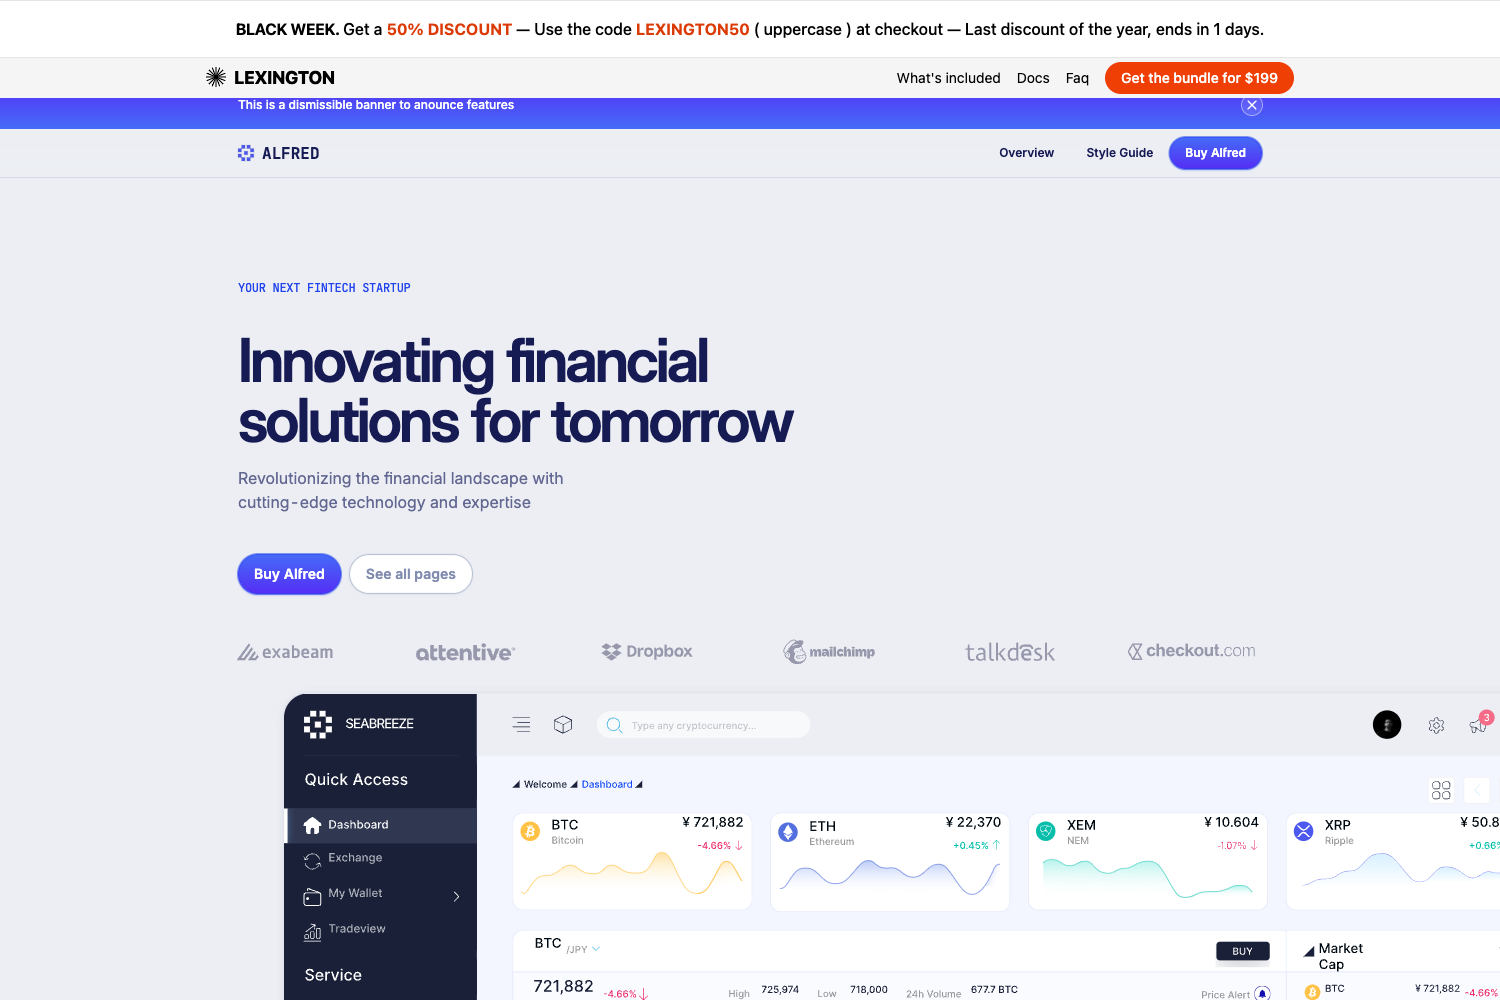 BLACK WEEK. Get a 50% DISCOUNT — Use the code LEXINGTON50 ( uppercase ) at checkout — Last discount of the year, ends in 1 days.
LEXINGTON
What's included Docs Faq Get the bundle for $199
This is a dismissible banner to anounce features
ALFRED
Overview Style Guide Buy Alfred
YOUR NEXT FINTECH STARTUP
Innovating financial
solutions for tomorrow
Revolutionizing the financial landscape with
cutting-edge technology and expertise
Buy Alfred See all pages
exabeam attentive Dropbox mailchimp talkdesk checkout.com
SEABREEZE
Type any cryptocurrency...
3
Quick Access
Dashboard
Exchange
My Wallet
Tradeview
Service
Welcome Dashboard
BTC ¥ 721,882
Bitcoin -4.66%
ETH ¥ 22,370
Ethereum +0.45%
XEM ¥ 10.604
NEM -1.07%
XRP ¥ 50.8
Ripple +0.66%
BTC /JPY BUY
721,882 -4.66% High 725,974 Low 718,000 24h Volume 677.7 BTC Price Alert
Market
Cap
BTC ¥ 721,882 -4.66%